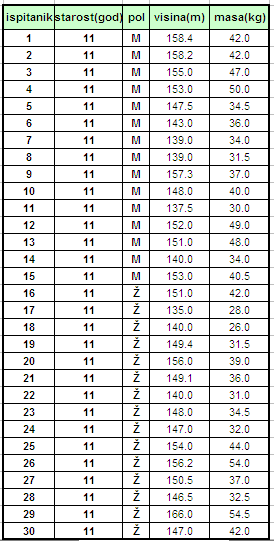 ispitanik starost(god) pol visina(m) masa(kg)
1 11 M 158.4 42.0
2 11 M 158.2 42.0
3 11 M 155.0 47.0
4 11 M 153.0 50.0
5 11 M 147.5 34.5
6 11 M 143.0 36.0
7 11 M 139.0 34.0
8 11 M 139.0 31.5
9 11 M 157.3 37.0
10 11 M 148.0 40.0
11 11 M 137.5 30.0
12 11 M 152.0 49.0
13 11 M 151.0 48.0
14 11 M 140.0 34.0
15 11 M 153.0 40.5
16 11 Ž 151.0 42.0
17 11 Ž 135.0 28.0
18 11 Ž 140.0 26.0
19 11 Ž 149.4 31.5
20 11 Ž 156.0 39.0
21 11 Ž 149.1 36.0
22 11 Ž 140.0 31.0
23 11 Ž 148.0 34.5
24 11 Ž 147.0 32.0
25 11 Ž 154.0 44.0
26 11 Ž 156.2 54.0
27 11 Ž 150.5 37.0
28 11 Ž 146.5 32.5
29 11 Ž 166.0 54.5
30 11 Ž 147.0 42.0